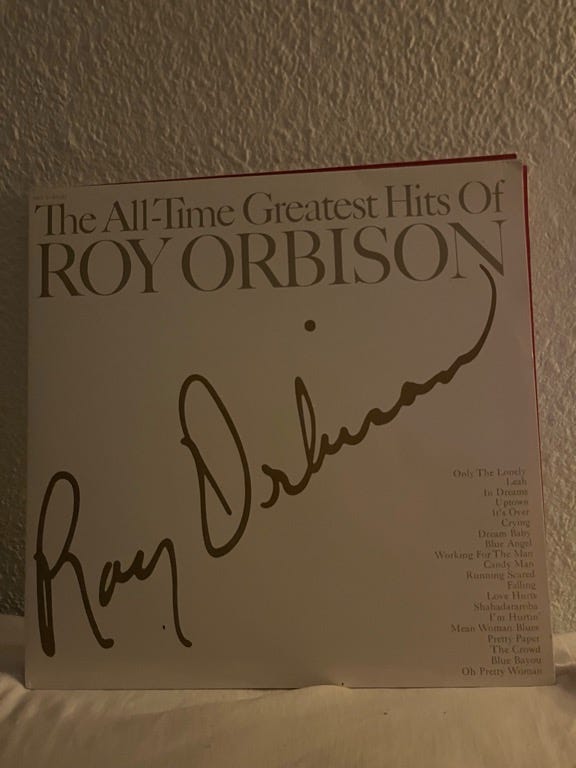 The All-Time Greatest Hits Of
ROY ORBISON
Roy Orbison
Only The Lonely
Leah
In Dreams
Uptown
It's Over
Crying
Dream Baby
Blue Angel
Working For The Man
Candy Man
Running Scared
Falling
Love Hurts
Shahadararoba
I'm Hurtin'
Mean Woman Blues
Pretty Paper
The Crowd
Blue Bayou
Oh Pretty Woman